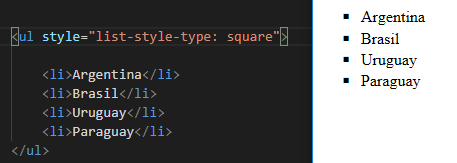 <ul style="list-style-type: square">
<li>Argentina</li>
<li>Brasil</li>
<li>Uruguay</li>
<li>Paraguay</li>
</ul>
▪ Argentina
▪ Brasil
▪ Uruguay
▪ Paraguay